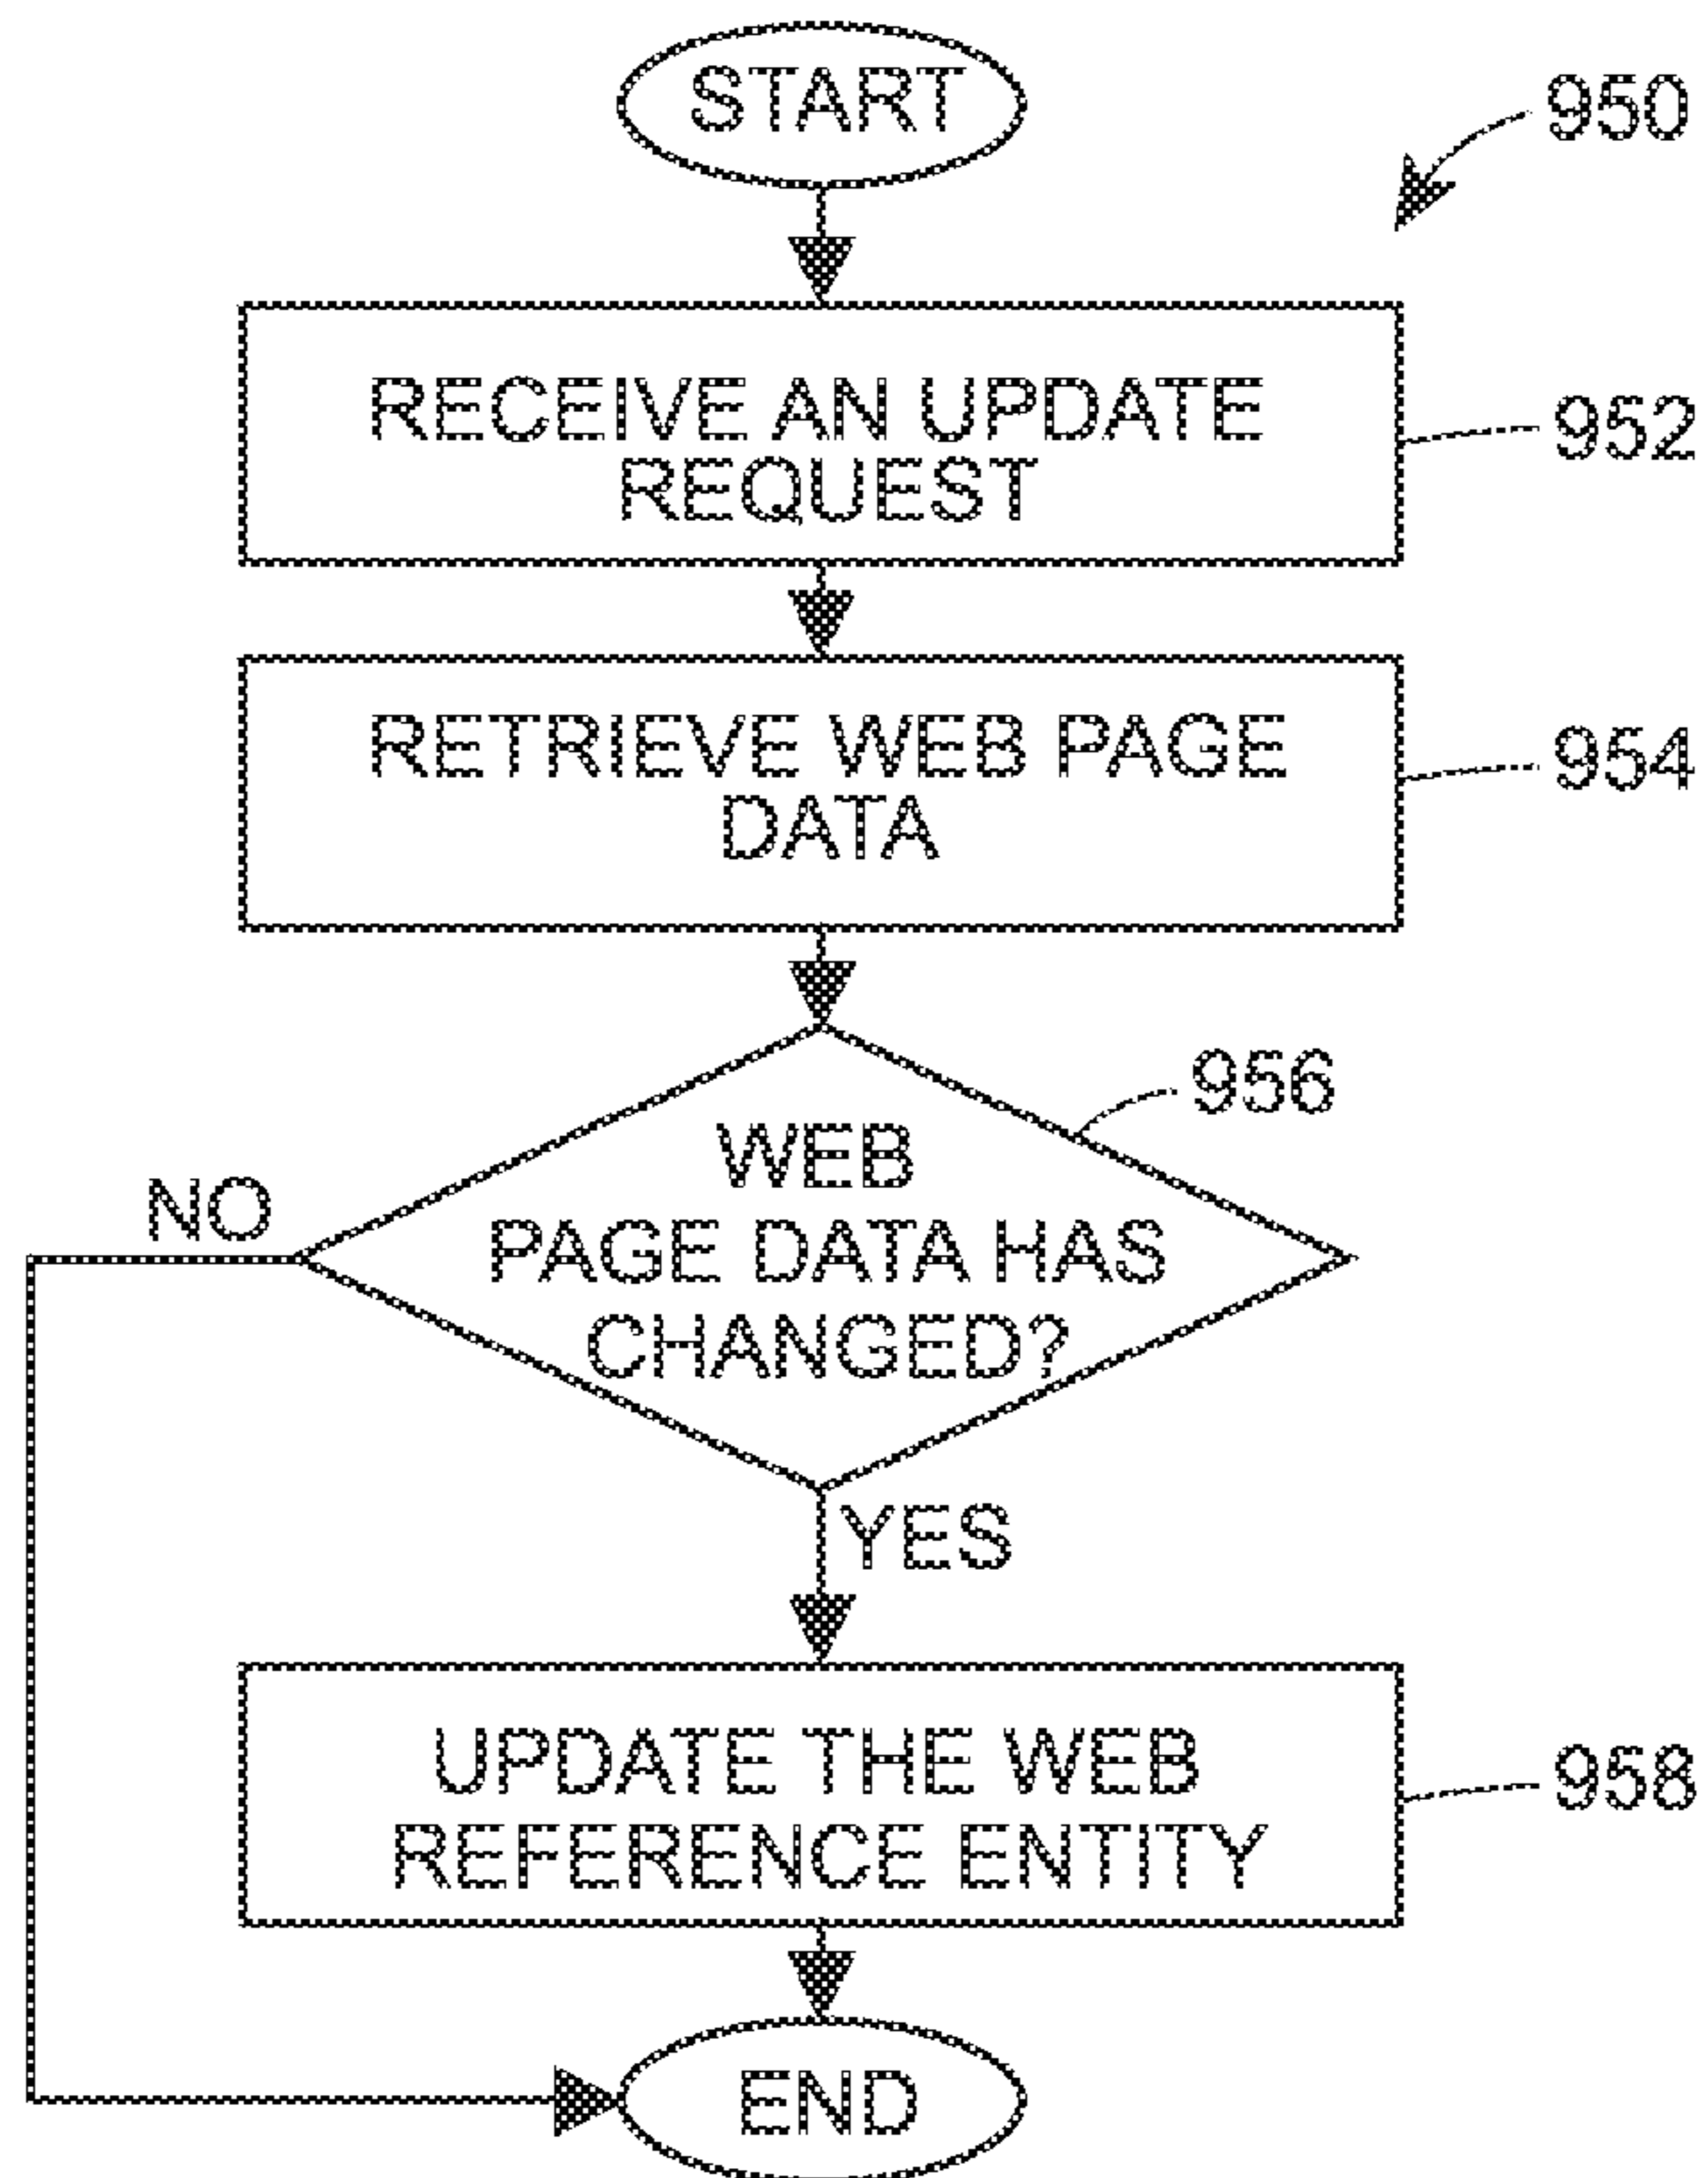 START
950
RECEIVE AN UPDATE
REQUEST
952
RETRIEVE WEB PAGE
DATA
954
956
WEB
PAGE DATA HAS
CHANGED?
NO
YES
UPDATE THE WEB
REFERENCE ENTITY
958
END